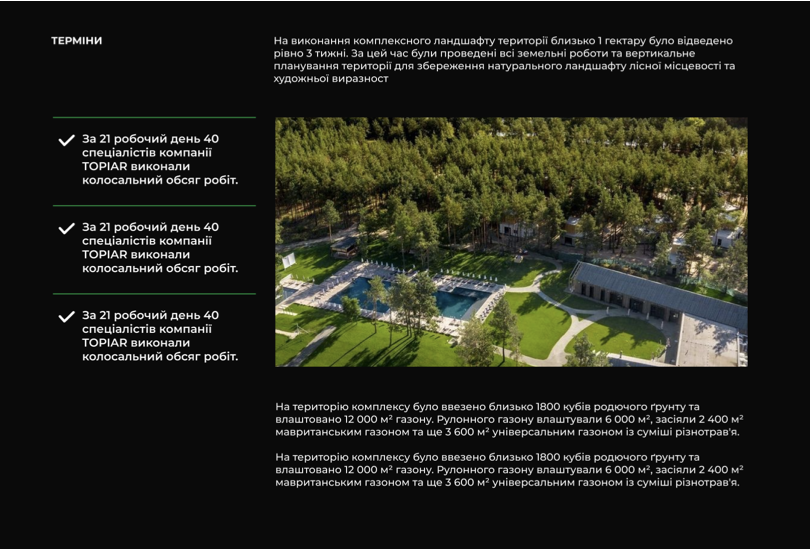 ТЕРМІНИ
На виконання комплексного ландшафту території близько 1 гектару було відведено
рівно 3 тижні. За цей час були проведені всі земельні роботи та вертикальне
планування території для збереження натурального ландшафту лісної місцевості та
художньої виразност
За 21 робочий день 40
спеціалістів компанії
TOPIAR виконали
колосальний обсяг робіт.
За 21 робочий день 40
спеціалістів компанії
TOPIAR виконали
колосальний обсяг робіт.
За 21 робочий день 40
спеціалістів компанії
TOPIAR виконали
колосальний обсяг робіт.
На територію комплексу було ввезено близько 1800 кубів родючого ґрунту та
влаштовано 12 000 м² газону. Рулонного газону влаштували 6 000 м², засіяли 2 400 м²
мавританським газоном та ще 3 600 м² універсальним газоном із суміші різнотрав'я.
На територію комплексу було ввезено близько 1800 кубів родючого ґрунту та
влаштовано 12 000 м² газону. Рулонного газону влаштували 6 000 м², засіяли 2 400 м²
мавританським газоном та ще 3 600 м² універсальним газоном із суміші різнотрав'я.